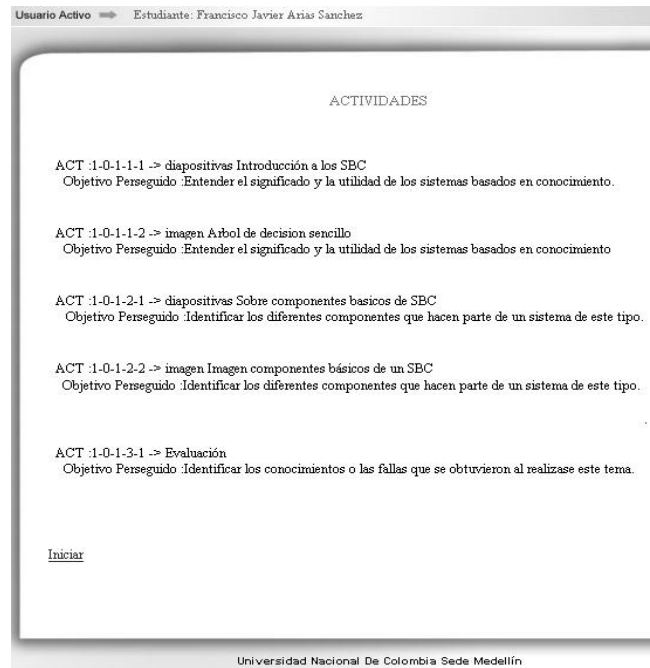 Usuario Activo Estudiante: Francisco Javier Arias Sanchez
ACTIVIDADES
ACT :1-0-1-1-1 -> diapositivas Introducción a los SBC
Objetivo Perseguido :Entender el significado y la utilidad de los sistemas basados en conocimiento.
ACT :1-0-1-1-2 -> imagen Arbol de decision sencillo
Objetivo Perseguido :Entender el significado y la utilidad de los sistemas basados en conocimiento
ACT :1-0-1-2-1 -> diapositivas Sobre componentes basicos de SBC
Objetivo Perseguido :Identificar los diferentes componentes que hacen parte de un sistema de este tipo.
ACT :1-0-1-2-2 -> imagen Imagen componentes básicos de un SBC
Objetivo Perseguido :Identificar los diferentes componentes que hacen parte de un sistema de este tipo.
.
ACT :1-0-1-3-1 -> Evaluación
Objetivo Perseguido :Identificar los conocimientos o las fallas que se obtuvieron al realizase este tema.
Iniciar
Universidad Nacional De Colombia Sede Medellín